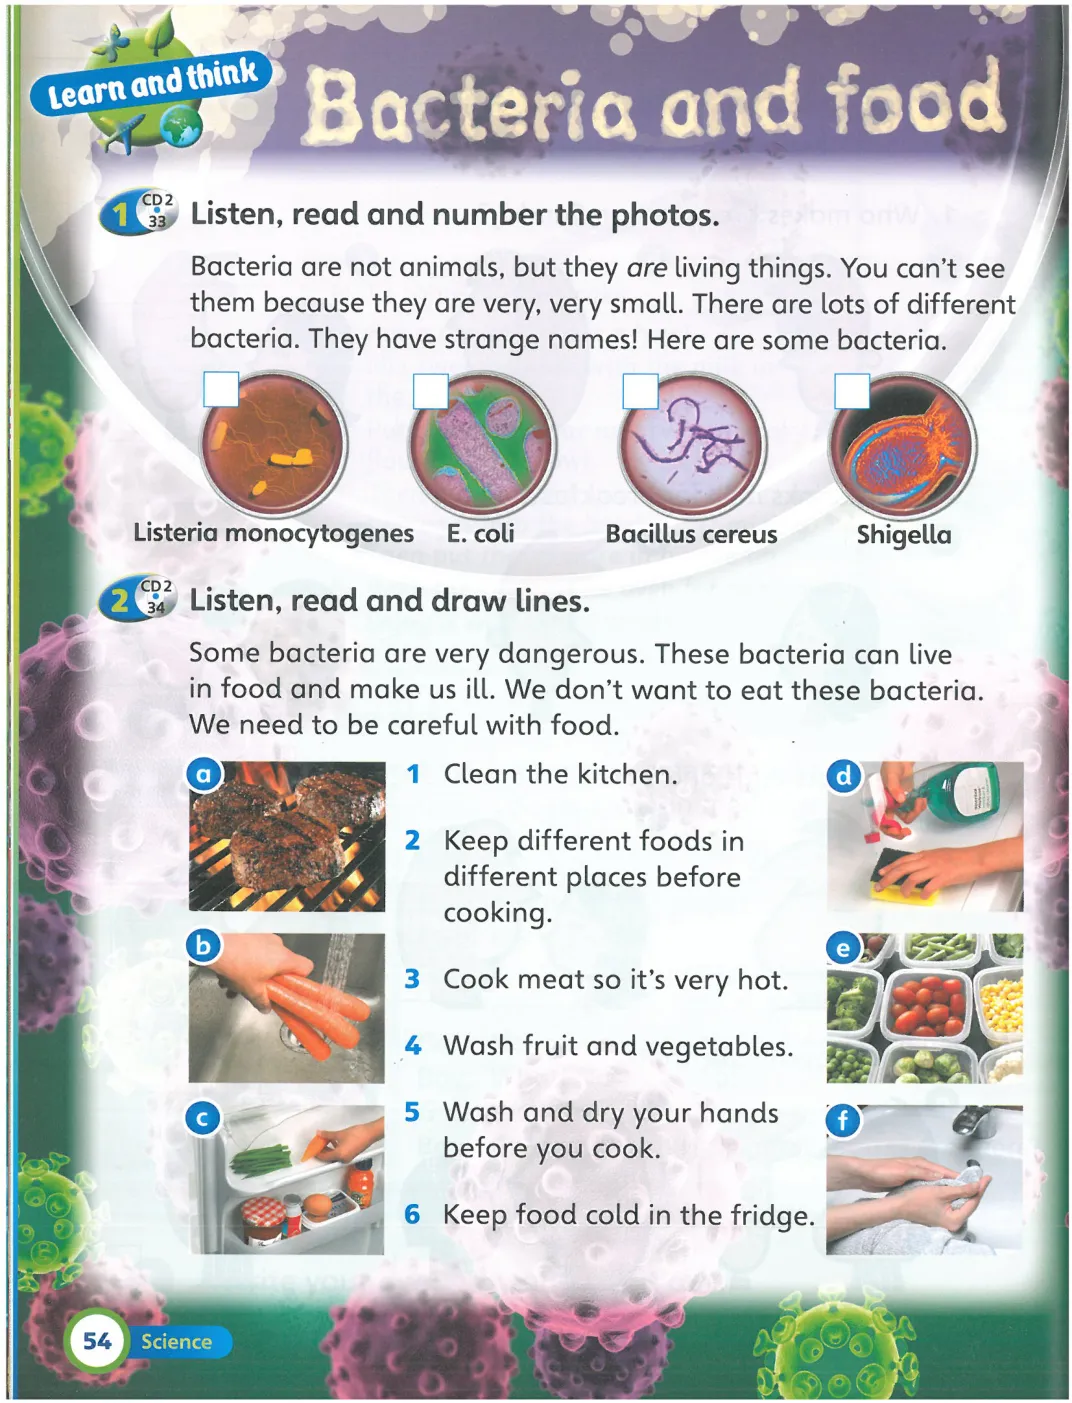 Learn and think
Bacteria and food
1 CD2 33 Listen, read and number the photos.
Bacteria are not animals, but they are living things. You can't see
them because they are very, very small. There are lots of different
bacteria. They have strange names! Here are some bacteria.
Listeria monocytogenes E. coli Bacillus cereus Shigella
2 CD2 34 Listen, read and draw lines.
Some bacteria are very dangerous. These bacteria can live
in food and make us ill. We don't want to eat these bacteria.
We need to be careful with food.
a
1 Clean the kitchen.
d
2 Keep different foods in
different places before
cooking.
b
e
3 Cook meat so it's very hot.
4 Wash fruit and vegetables.
c
5 Wash and dry your hands
before you cook.
f
6 Keep food cold in the fridge.
54 Science